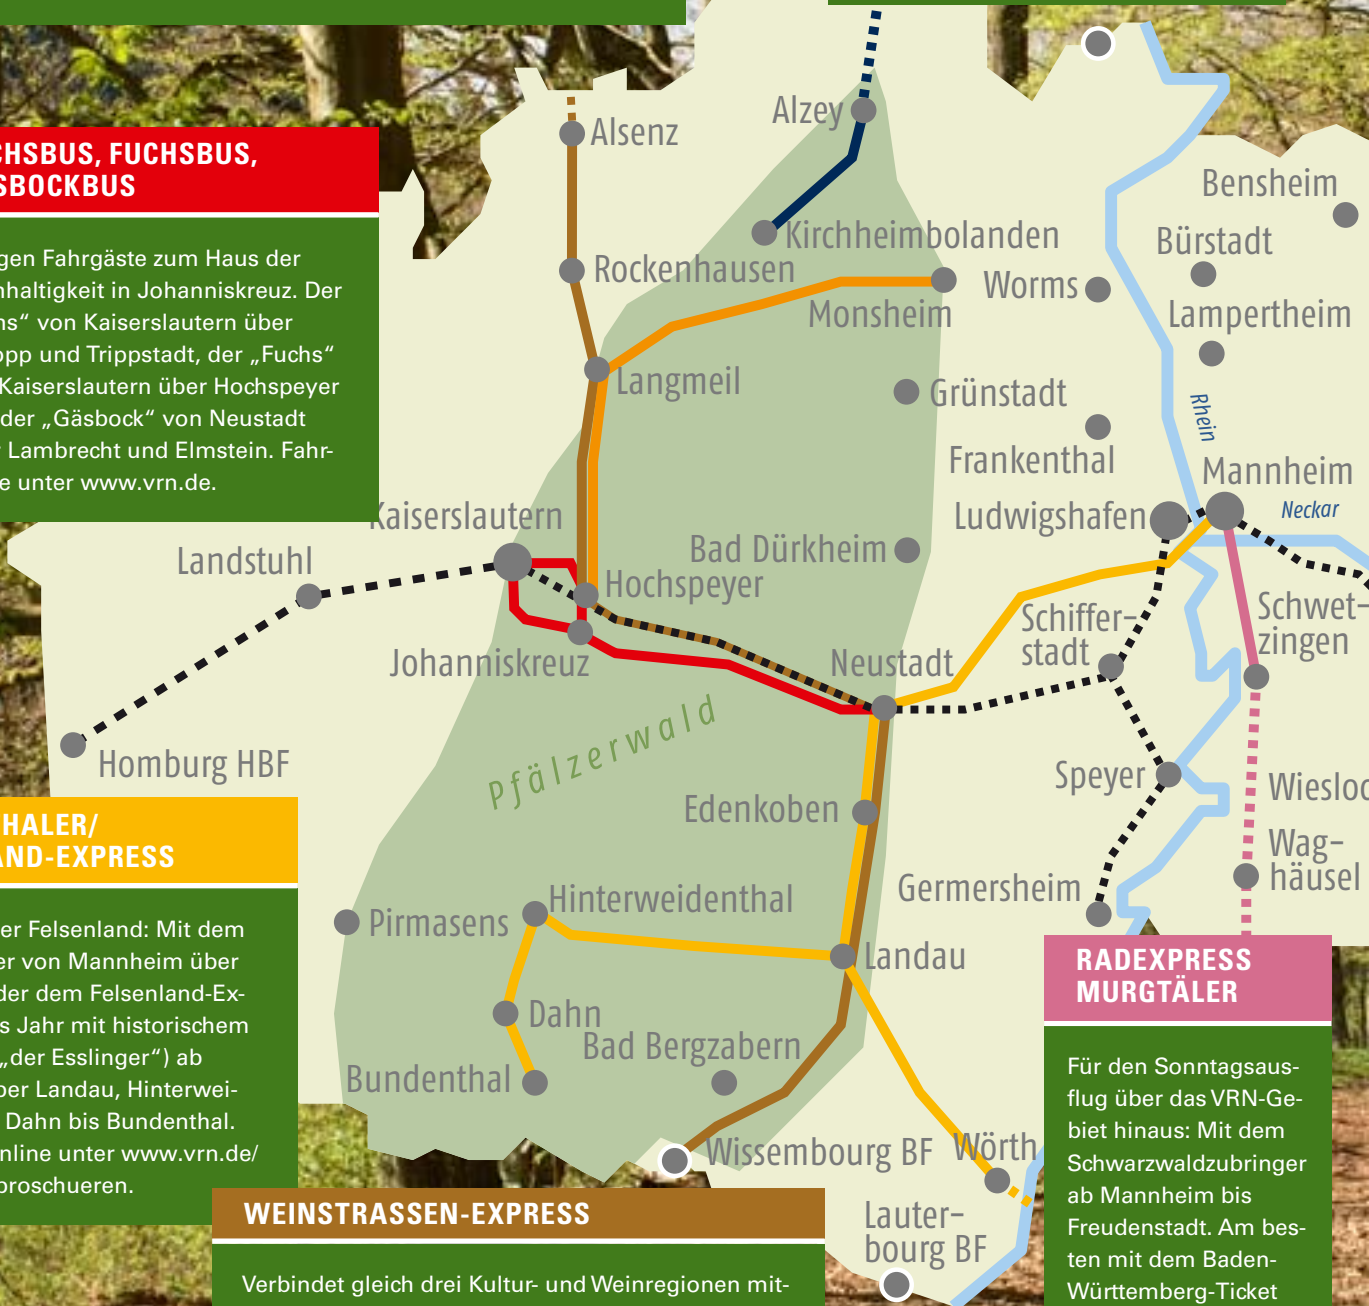 CHSBUS, FUCHSBUS,
SBOCKBUS
gen Fahrgäste zum Haus der
hhaltigkeit in Johanniskreuz. Der
ns“ von Kaiserslautern über
opp und Trippstadt, der „Fuchs“
Kaiserslautern über Hochspeyer
der „Gäsbock“ von Neustadt
r Lambrecht und Elmstein. Fahr-
e unter www.vrn.de.
Alsenz
Alzey
Kirchheimbolanden
Rockenhausen
Monsheim
Worms
Bensheim
Bürstadt
Lampertheim
Langmeil
Grünstadt
Frankenthal
Rhein
Mannheim
Neckar
Ludwigshafen
Kaiserslautern
Landstuhl
Bad Dürkheim
Hochspeyer
Johanniskreuz
Neustadt
Schiffer-
stadt
Schwet-
zingen
Pfälzerwald
Homburg HBF
Speyer
Wiesloc
Edenkoben
Wag-
häusel
Germersheim
Hinterweidenthal
Pirmasens
Landau
Dahn
Bad Bergzabern
Bundenthal
Wissembourg BF
Wörth
Lauter-
bourg BF
HALER/
AND-EXPRESS
er Felsenland: Mit dem
er von Mannheim über
der dem Felsenland-Ex-
s Jahr mit historischem
„der Esslinger“) ab
ber Landau, Hinterwei-
Dahn bis Bundenthal.
nline unter www.vrn.de/
broschueren.
WEINSTRASSEN-EXPRESS
Verbindet gleich drei Kultur- und Weinregionen mit-
RADEXPRESS
MURGTÄLER
Für den Sonntagsaus-
flug über das VRN-Ge-
biet hinaus: Mit dem
Schwarzwaldzubringer
ab Mannheim bis
Freudenstadt. Am bes-
ten mit dem Baden-
Württemberg-Ticket